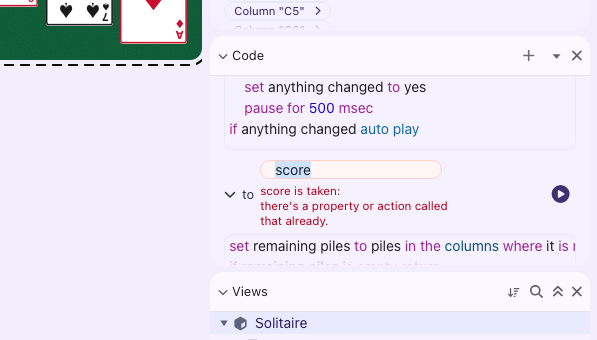 Column "C5"
7
A
Code
set anything changed to yes
pause for 500 msec
if anything changed auto play
score
to
score is taken:
there's a property or action called
that already.
set remaining piles to piles in the columns where it is
Views
Solitaire